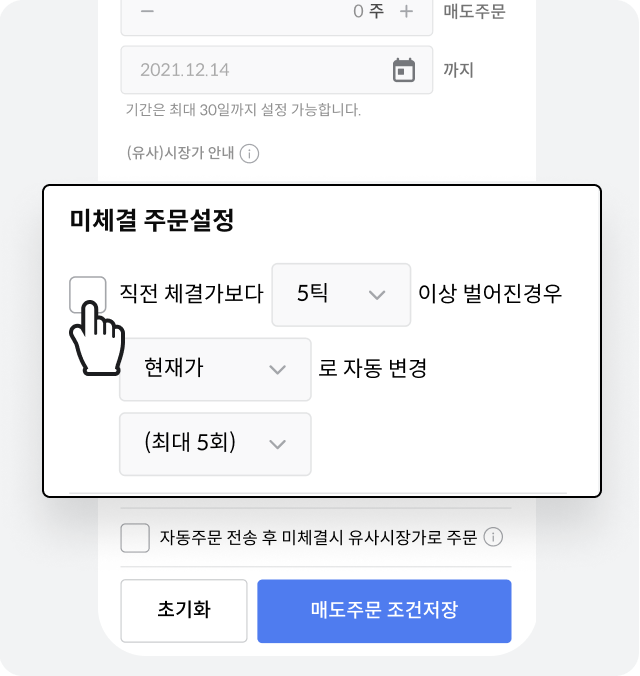 − 0 주 + 매도주문
2021.12.14 까지
기간은 최대 30일까지 설정 가능합니다.
(유사)시장가 안내 i
미체결 주문설정
직전 체결가보다 5틱 이상 벌어진경우
현재가 로 자동 변경
(최대 5회)
자동주문 전송 후 미체결시 유사시장가로 주문 i
초기화 매도주문 조건저장